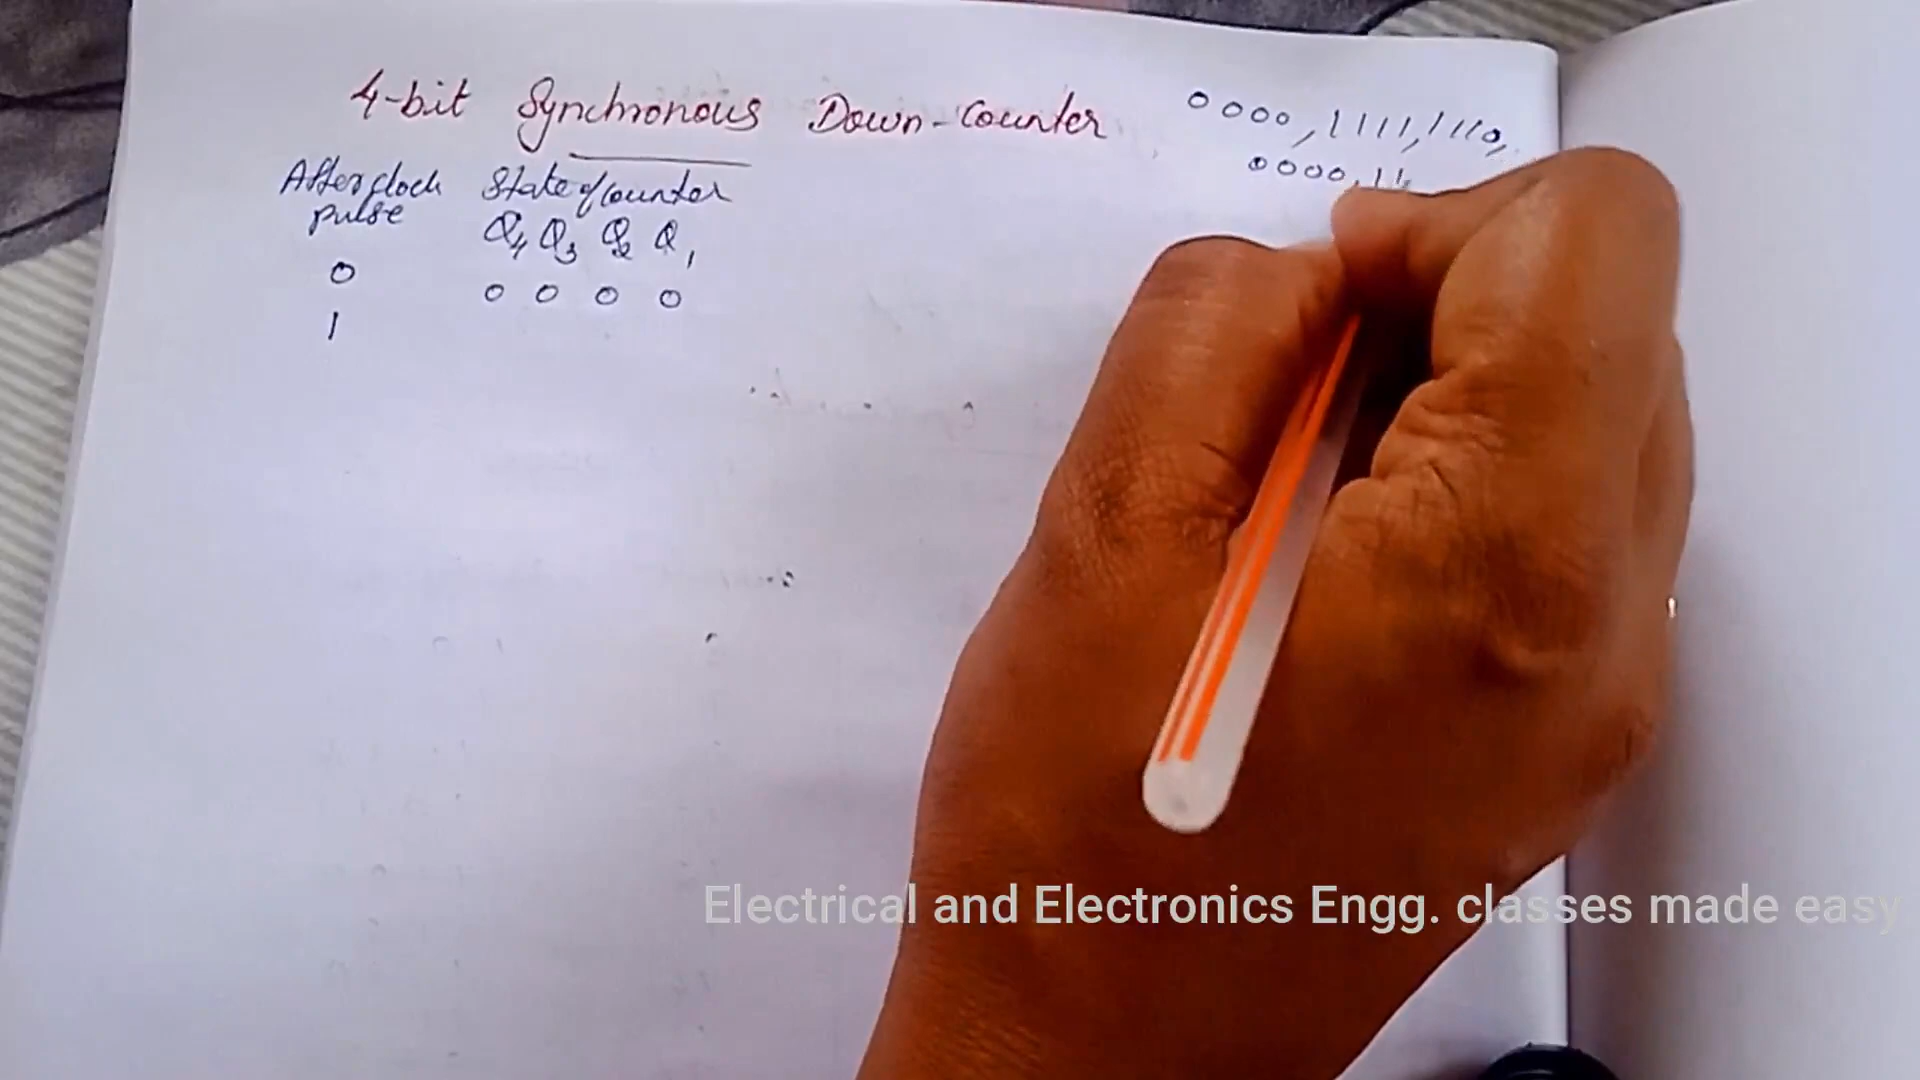 4-bit Synchronous Down-Counter
0000, 1111, 1110,
0000, 11
After clock State of counter
pulse
Q4 Q3 Q2 Q1
0 0 0 0 0
1
Electrical and Electronics Engg. classes made easy